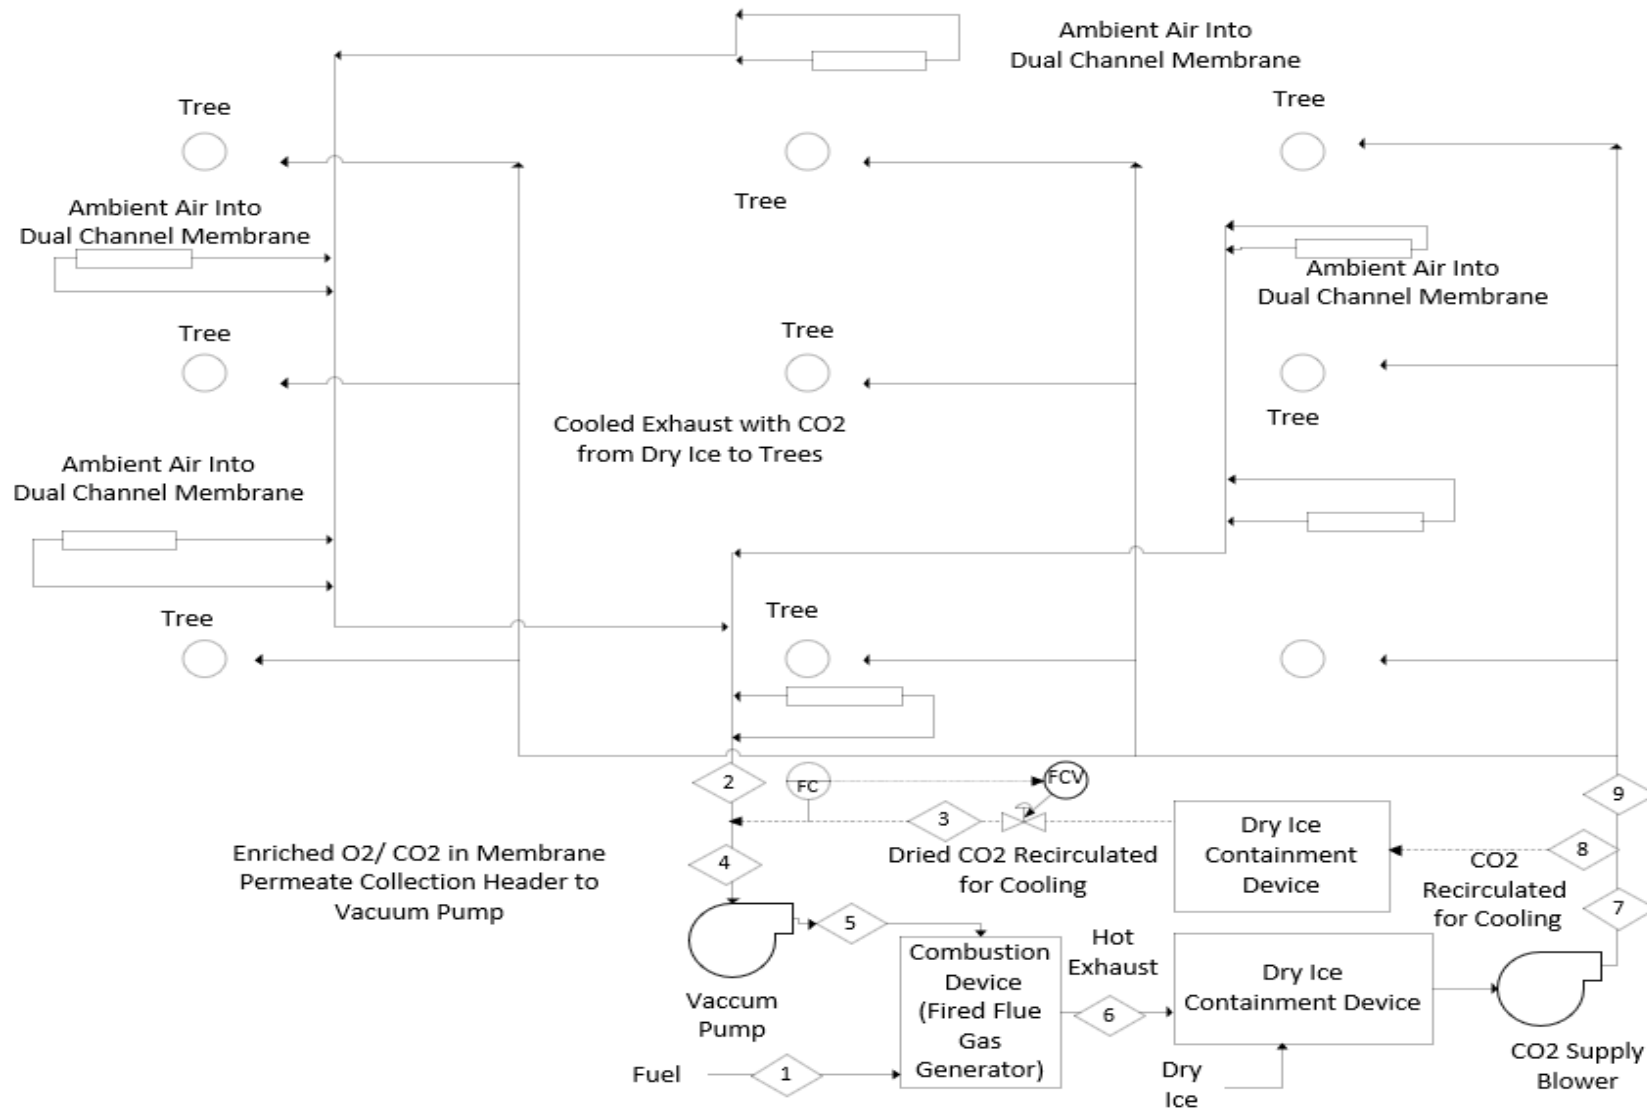 Ambient Air Into
Dual Channel Membrane
Tree
Tree
Tree
Ambient Air Into
Dual Channel Membrane
Ambient Air Into
Dual Channel Membrane
Tree
Tree
Tree
Cooled Exhaust with CO2
from Dry Ice to Trees
Ambient Air Into
Dual Channel Membrane
Tree
Tree
2
FC
FCV
9
3
Dry Ice
Containment
Device
8
Dried CO2 Recirculated
for Cooling
CO2
Recirculated
for Cooling
Enriched O2/ CO2 in Membrane
Permeate Collection Header to
Vacuum Pump
4
7
5
Combustion
Device
(Fired Flue
Gas
Generator)
Hot
Exhaust
Dry Ice
Containment Device
Vaccum
Pump
6
CO2 Supply
Blower
Fuel
1
Dry
Ice